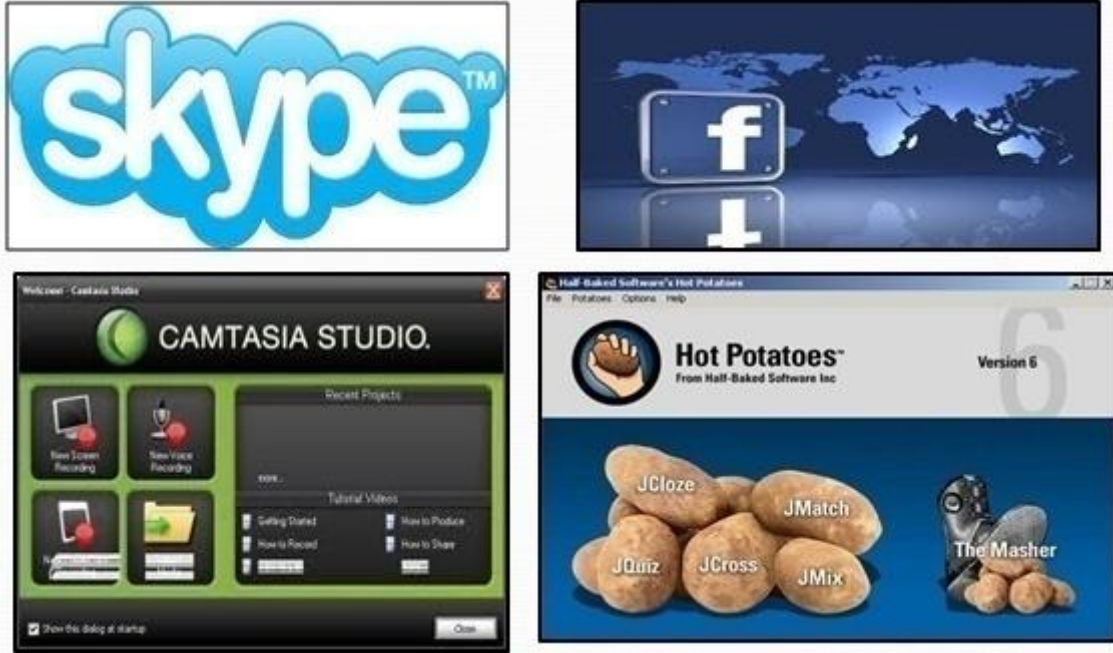 skype™
f
Welcome - Camtasia Studio
CAMTASIA STUDIO.
New Screen Recording
New Voice Recording
Recent Projects
more...
Tutorial Videos
Getting Started
How to Produce
How to Record
How to Share
Show this dialog at startup
Close
Half-Baked Software's Hot Potatoes
File Potatoes Options Help
Hot Potatoes™
From Half-Baked Software Inc
Version 6
6
JCloze
JMatch
JQuiz
JCross
JMix
The Masher